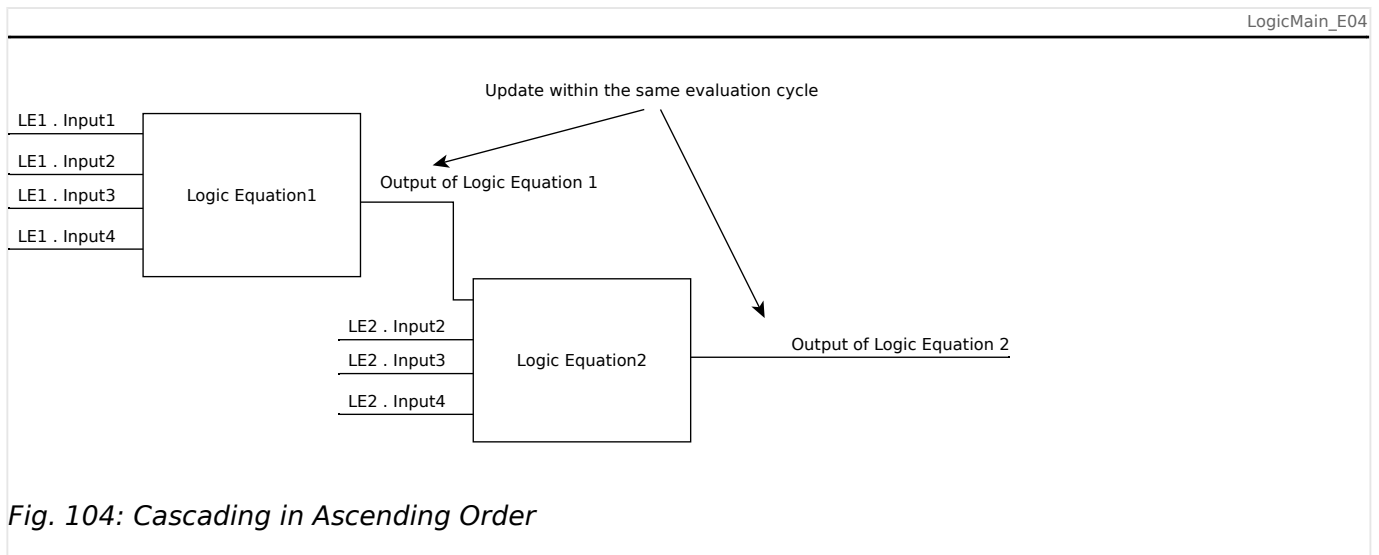 LogicMain_E04
Update within the same evaluation cycle
LE1 . Input1
LE1 . Input2
LE1 . Input3
LE1 . Input4
Logic Equation1
Output of Logic Equation 1
LE2 . Input2
LE2 . Input3
LE2 . Input4
Logic Equation2
Output of Logic Equation 2
Fig. 104: Cascading in Ascending Order